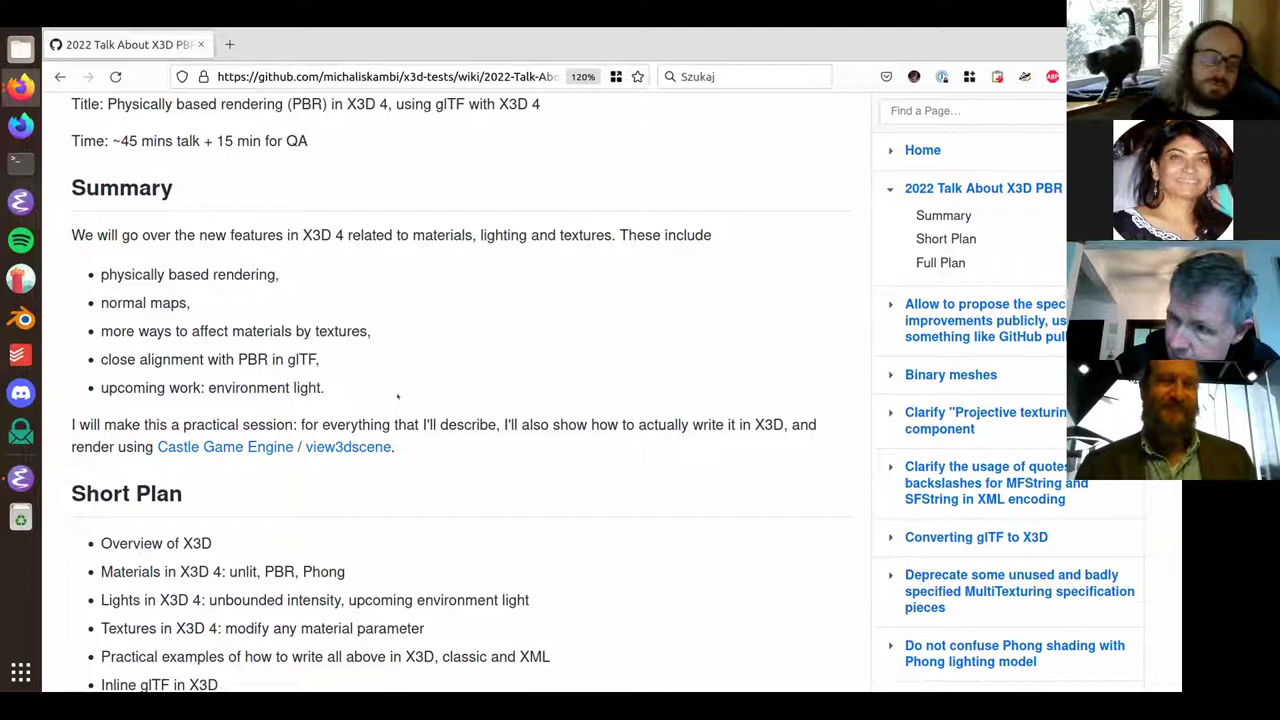 2022 Talk About X3D PB
https://github.com/michaliskambi/x3d-tests/wiki/2022-Talk-Abo
120%
Szukaj
ABP
Title: Physically based rendering (PBR) in X3D 4, using glTF with X3D 4
Time: ~45 mins talk + 15 min for QA
Summary
We will go over the new features in X3D 4 related to materials, lighting and textures. These include
physically based rendering,
normal maps,
more ways to affect materials by textures,
close alignment with PBR in glTF,
upcoming work: environment light.
I will make this a practical session: for everything that I'll describe, I'll also show how to actually write it in X3D, and
render using Castle Game Engine / view3dscene.
Short Plan
Overview of X3D
Materials in X3D 4: unlit, PBR, Phong
Lights in X3D 4: unbounded intensity, upcoming environment light
Textures in X3D 4: modify any material parameter
Practical examples of how to write all above in X3D, classic and XML
Inline glTF in X3D
Find a Page…
Home
2022 Talk About X3D PBR
Summary
Short Plan
Full Plan
Allow to propose the spec
improvements publicly, us
something like GitHub pull
Binary meshes
Clarify "Projective texturin
component
Clarify the usage of quotes
backslashes for MFString and
SFString in XML encoding
Converting glTF to X3D
Deprecate some unused and badly
specified MultiTexturing specification
pieces
Do not confuse Phong shading with
Phong lighting model